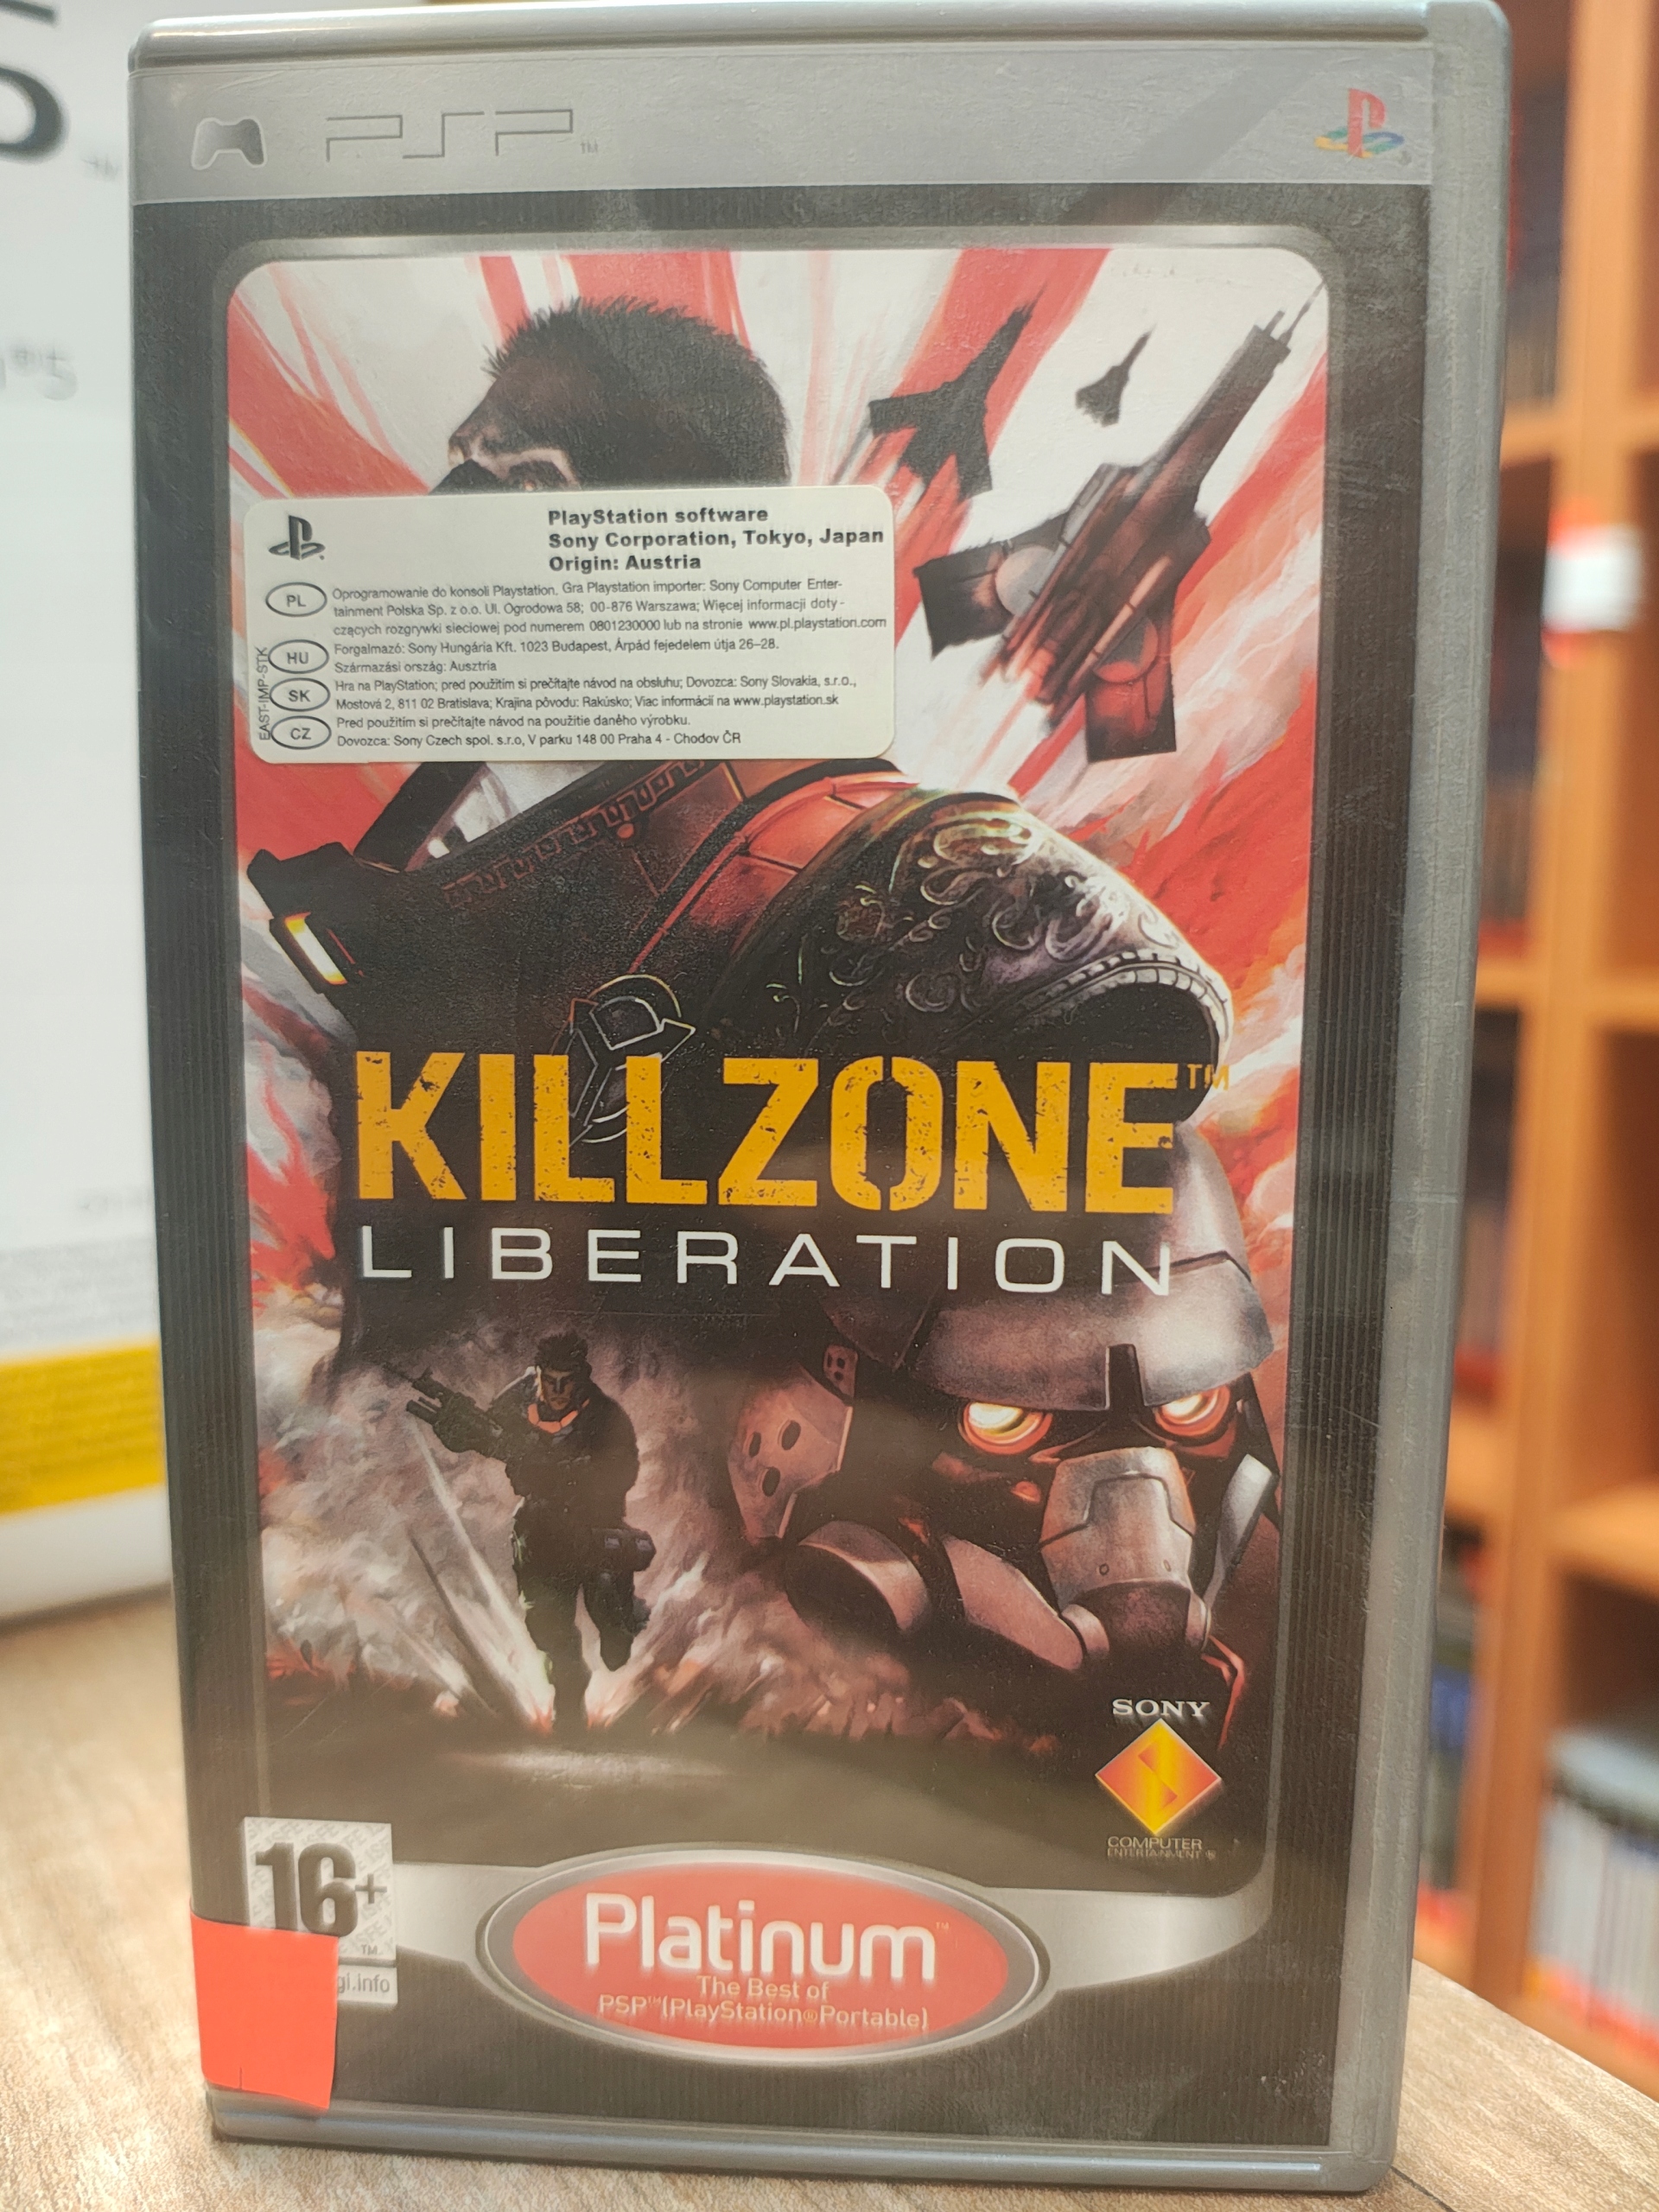 PSP™
PlayStation software
Sony Corporation, Tokyo, Japan
Origin: Austria
PL
Oprogramowanie do konsoli Playstation. Gra Playstation importer: Sony Computer Enter-
tainment Polska Sp. z o.o. Ul. Ogrodowa 58; 00-876 Warszawa; Więcej informacji doty-
czących rozgrywki sieciowej pod numerem 0801230000 lub na stronie www.pl.playstation.com
HU
Forgalmazó: Sony Hungária Kft. 1023 Budapest, Árpád fejedelem útja 26–28.
Származási ország: Ausztria
SK
Hra na PlayStation; pred použitím si prečítajte návod na obsluhu; Dovozca: Sony Slovakia, s.r.o.,
Mostová 2, 811 02 Bratislava; Krajina pôvodu: Rakúsko; Viac informácií na www.playstation.sk
CZ
Pred použitím si prečítajte návod na použitie daného výrobku.
Dovozca: Sony Czech spol. s.r.o, V parku 148 00 Praha 4 - Chodov ČR
EAST-IMP-STK
KILLZONE™
LIBERATION
SONY
COMPUTER
ENTERTAINMENT ®
16+
TM
gi.info
Platinum™
The Best of
PSP™(PlayStation®Portable)